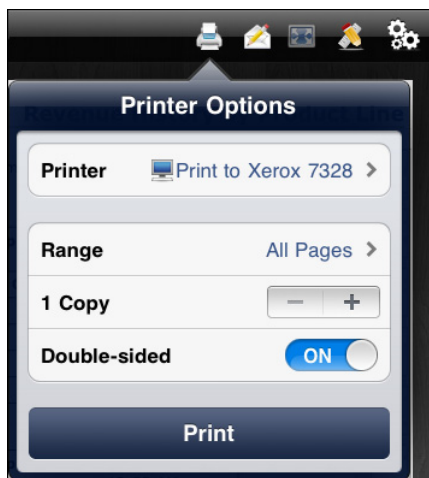 Printer Options
Printer Print to Xerox 7328 >
Range All Pages >
1 Copy − +
Double-sided ON
Print